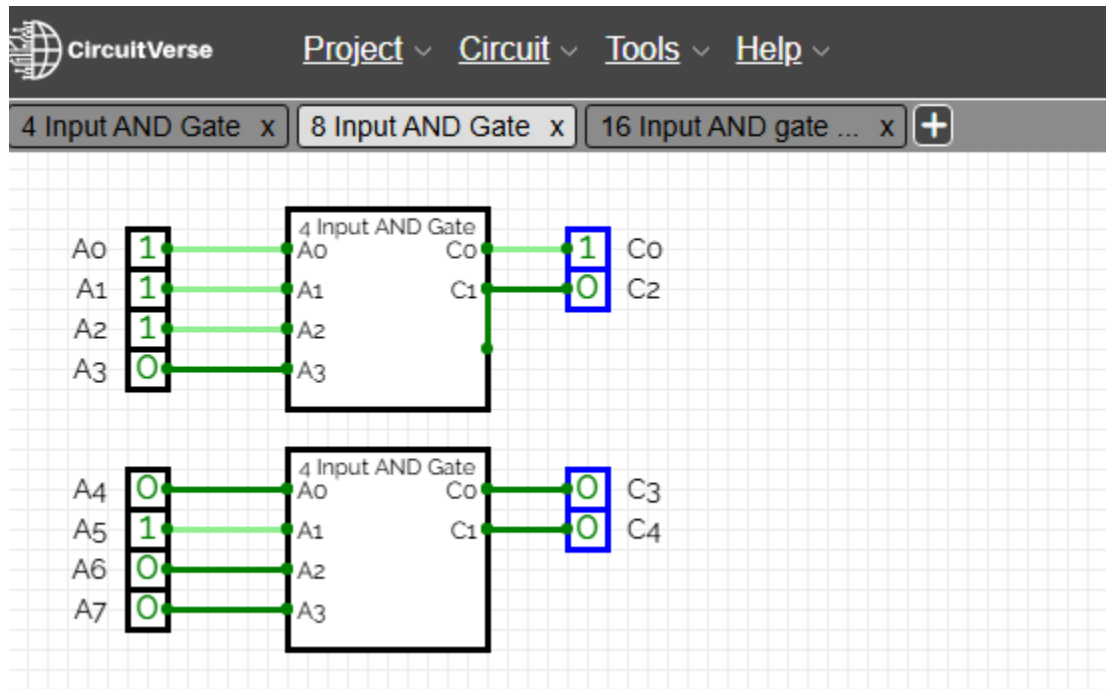 CircuitVerse Project Circuit Tools Help
4 Input AND Gate x 8 Input AND Gate x 16 Input AND gate ... x +
4 Input AND Gate
A0 1 A0 C0 1 C0
A1 1 A1 C1 0 C2
A2 1 A2
A3 0 A3
4 Input AND Gate
A4 0 A0 C0 0 C3
A5 1 A1 C1 0 C4
A6 0 A2
A7 0 A3